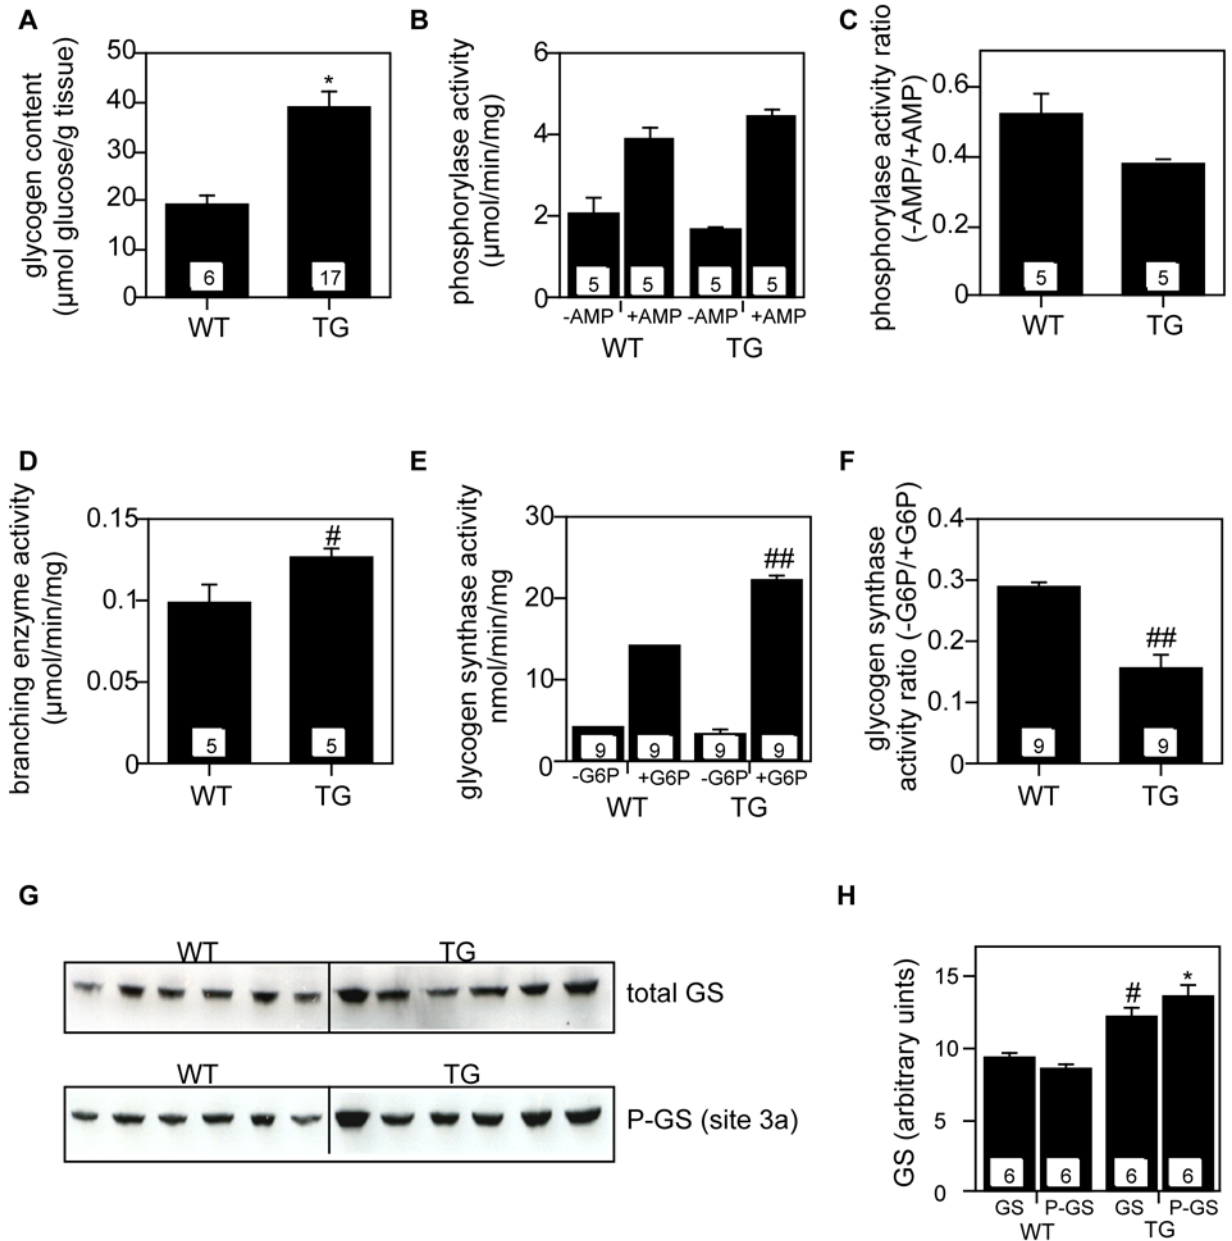 A
glycogen content
(µmol glucose/g tissue)
50
40
30
20
10
0
*
6
17
WT
TG
B
phosphorylase activity
(µmol/min/mg)
6
4
2
0
5
5
5
5
-AMP
+AMP
-AMP
+AMP
WT
TG
C
phosphorylase activity ratio
(-AMP/+AMP)
0.6
0.4
0.2
0
5
5
WT
TG
D
branching enzyme activity
(µmol/min/mg)
0.15
0.1
0.05
0
#
5
5
WT
TG
E
glycogen synthase activity
nmol/min/mg
30
20
10
0
##
9
9
9
9
-G6P
+G6P
-G6P
+G6P
WT
TG
F
glycogen synthase
activity ratio (-G6P/+G6P)
0.4
0.3
0.2
0.1
0
##
9
9
WT
TG
G
WT
TG
total GS
WT
TG
P-GS (site 3a)
H
GS (arbitrary uints)
15
10
5
0
#
*
6
6
6
6
GS
P-GS
GS
P-GS
WT
TG